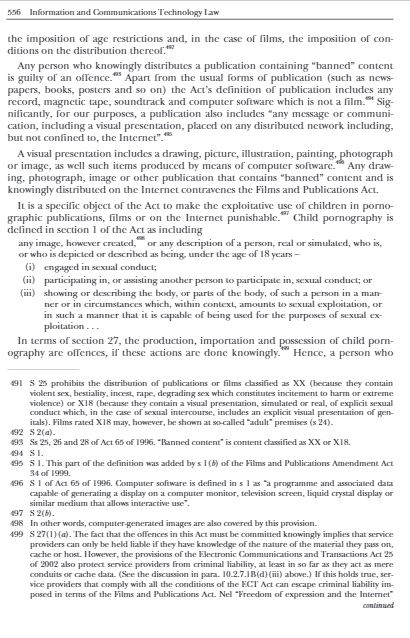 556 Information and Communications Technology Law
the imposition of age restrictions and, in the case of films, the imposition of con-
ditions on the distribution thereof.492
Any person who knowingly distributes a publication containing “banned” content
is guilty of an offence.493 Apart from the usual forms of publication (such as news-
papers, books, posters and so on) the Act’s definition of publication includes any
record, magnetic tape, soundtrack and computer software which is not a film.494 Sig-
nificantly, for our purposes, a publication also includes “any message or communi-
cation, including a visual presentation, placed on any distributed network including,
but not confined to, the Internet”.495
A visual presentation includes a drawing, picture, illustration, painting, photograph
or image, as well such items produced by means of computer software.496 Any draw-
ing, photograph, image or other publication that contains “banned” content and is
knowingly distributed on the Internet contravenes the Films and Publications Act.
It is a specific object of the Act to make the exploitative use of children in porno-
graphic publications, films or on the Internet punishable.497 Child pornography is
defined in section 1 of the Act as including
any image, however created,498 or any description of a person, real or simulated, who is,
or who is depicted or described as being, under the age of 18 years –
(i) engaged in sexual conduct;
(ii) participating in, or assisting another person to participate in, sexual conduct; or
(iii) showing or describing the body, or parts of the body, of such a person in a man-
ner or in circumstances which, within context, amounts to sexual exploitation, or
in such a manner that it is capable of being used for the purposes of sexual ex-
ploitation . . .
In terms of section 27, the production, importation and possession of child porn-
ography are offences, if these actions are done knowingly.499 Hence, a person who
491 S 25 prohibits the distribution of publications or films classified as XX (because they contain
violent sex, bestiality, incest, rape, degrading sex which constitutes incitement to harm or extreme
violence) or X18 (because they contain a visual presentation, simulated or real, of explicit sexual
conduct which, in the case of sexual intercourse, includes an explicit visual presentation of gen-
itals). Films rated X18 may, however, be shown at so-called “adult” premises (s 24).
492 S 2(a).
493 Ss 25, 26 and 28 of Act 65 of 1996. “Banned content” is content classified as XX or X18.
494 S 1.
495 S 1. This part of the definition was added by s 1(b) of the Films and Publications Amendment Act
34 of 1999.
496 S 1 of Act 65 of 1996. Computer software is defined in s 1 as “a programme and associated data
capable of generating a display on a computer monitor, television screen, liquid crystal display or
similar medium that allows interactive use”.
497 S 2(b).
498 In other words, computer-generated images are also covered by this provision.
499 S 27(1)(a). The fact that the offences in this Act must be committed knowingly implies that service
providers can only be held liable if they have knowledge of the nature of the material they pass on,
cache or host. However, the provisions of the Electronic Communications and Transactions Act 25
of 2002 also protect service providers from criminal liability, at least in so far as they act as mere
conduits or cache data. (See the discussion in para. 10.2.7.1B(d)(iii) above.) If this holds true, ser-
vice providers that comply with all the conditions of the ECT Act can escape criminal liability im-
posed in terms of the Films and Publications Act. Nel “Freedom of expression and the Internet”
continued